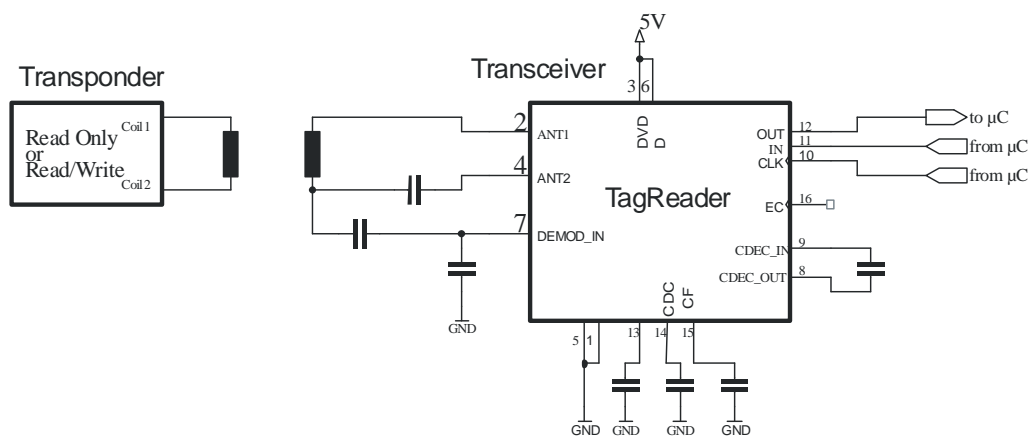 5V
Transponder
Transceiver
3 6
Coil 1
Read Only
or
Read/Write
Coil 2
2
ANT1
DVD
D
OUT
12
to µC
IN
11
from µC
CLK
10
from µC
4
ANT2
TagReader
EC
16
7
DEMOD_IN
CDEC_IN
9
CDEC_OUT
8
CDC
CF
GND
5
1
13
14
15
GND
GND
GND
GND